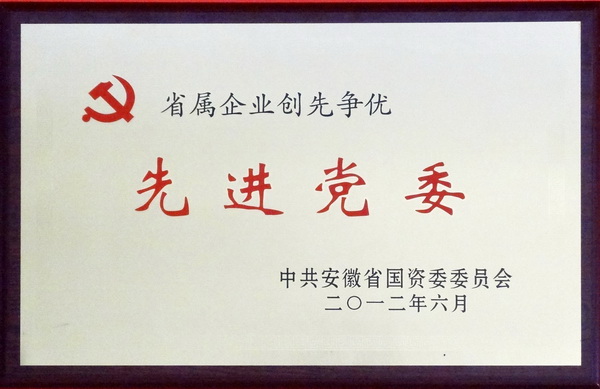 省属企业创先争优
先进党委
中共安徽省国资委委员会
二〇一二年六月